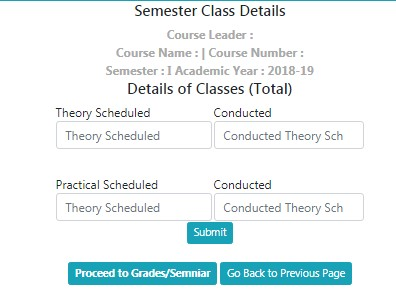 Semester Class Details
Course Leader :
Course Name : | Course Number :
Semester : I Academic Year : 2018-19
Details of Classes (Total)
Theory Scheduled Conducted
Theory Scheduled Conducted Theory Sch
Practical Scheduled Conducted
Theory Scheduled Conducted Theory Sch
Submit
Proceed to Grades/Semniar Go Back to Previous Page